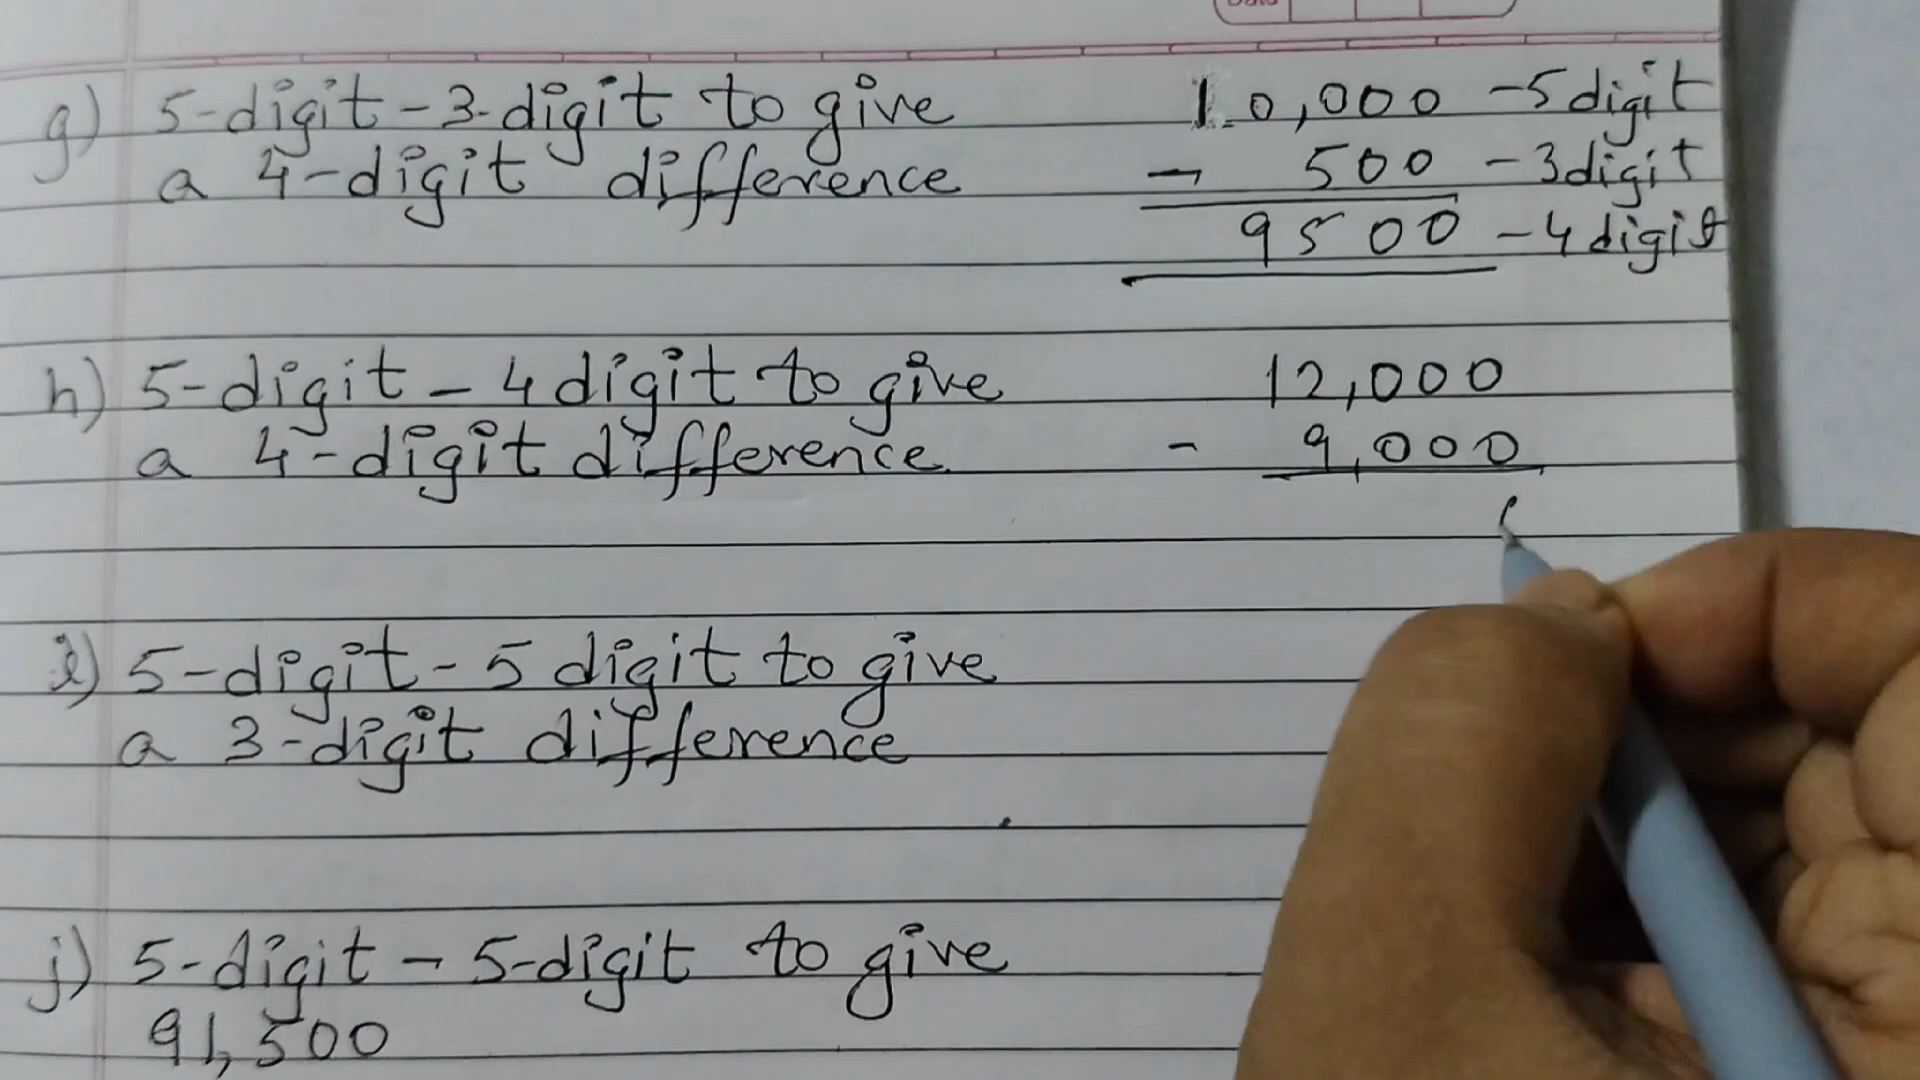 g) 5-digit-3-digit to give
a 4-digit difference
10,000 -5 digit
- 500 -3 digit
9500 -4 digit
h) 5-digit - 4 digit to give
a 4-digit difference
12,000
- 9,000
i) 5-digit-5 digit to give
a 3-digit difference
j) 5-digit - 5-digit to give
91,500